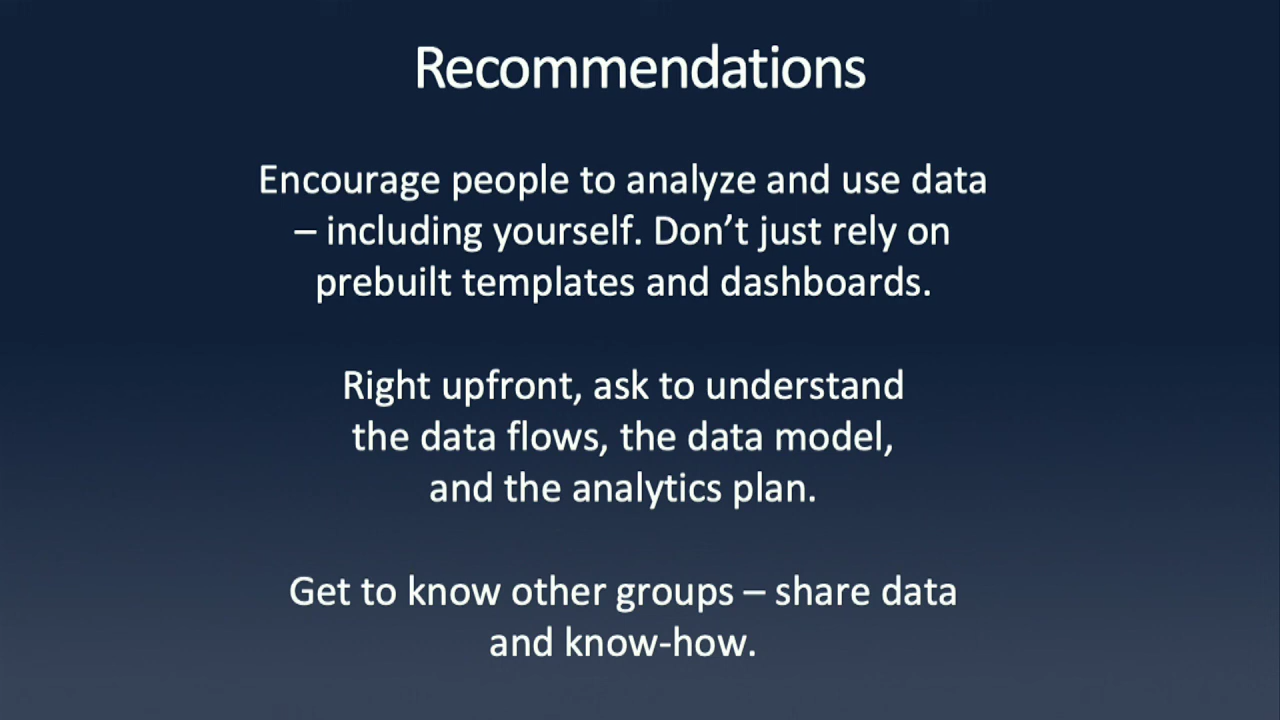 Recommendations
Encourage people to analyze and use data
– including yourself. Don’t just rely on
prebuilt templates and dashboards.
Right upfront, ask to understand
the data flows, the data model,
and the analytics plan.
Get to know other groups – share data
and know-how.